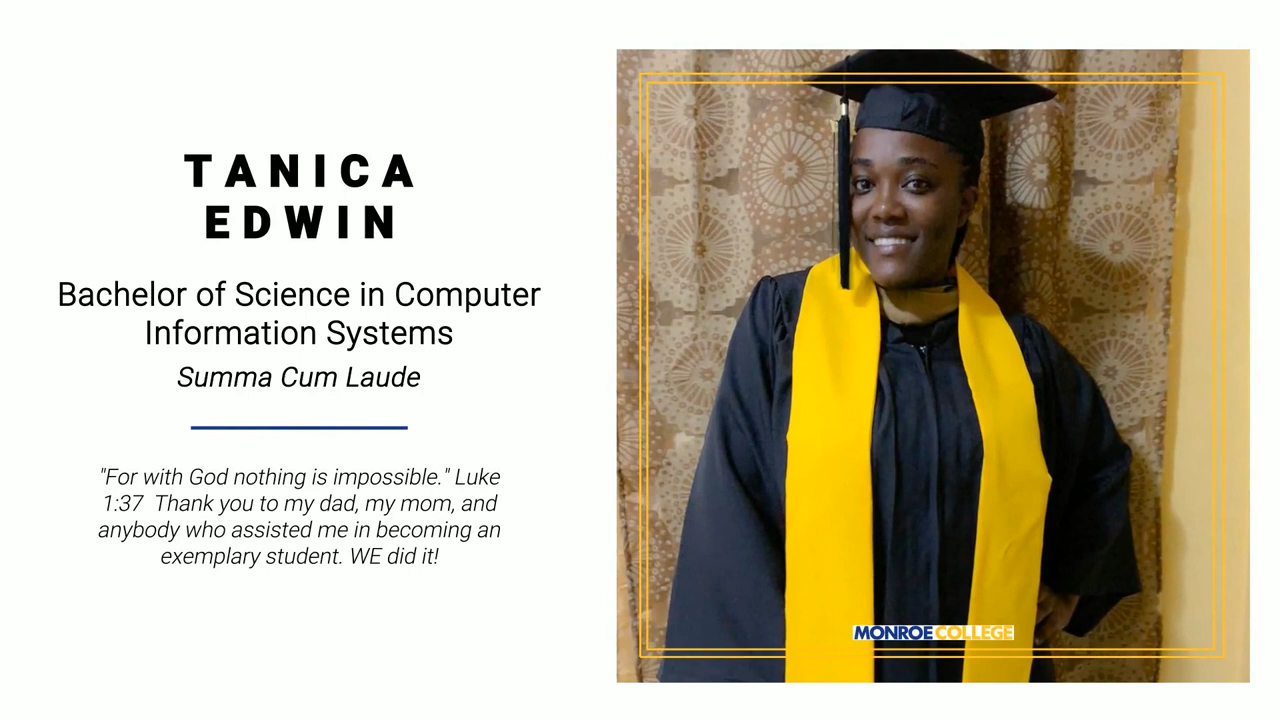 TANICA
EDWIN
Bachelor of Science in Computer
Information Systems
Summa Cum Laude
"For with God nothing is impossible." Luke
1:37  Thank you to my dad, my mom, and
anybody who assisted me in becoming an
exemplary student. WE did it!
MONROE COLLEGE